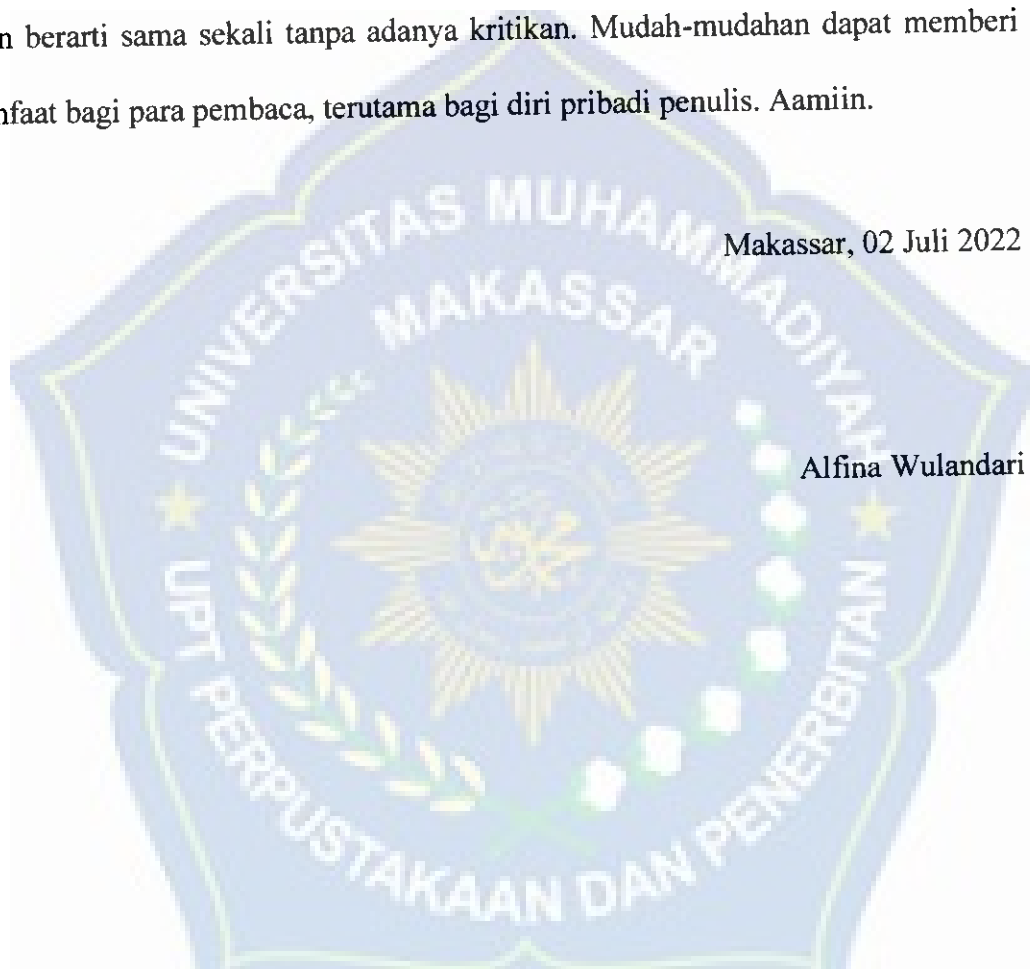 berarti sama sekali tanpa adanya kritikan. Mudah-mudahan dapat memberi
bagi para pembaca, terutama bagi diri pribadi penulis. Aamiin.
Makassar, 02 Juli 2022
UNIVERSITAS MUHAMMADIYAH
MAKASSAR
Alfina Wulandari
UPT PERPUSTAKAAN DAN PENERBITAN